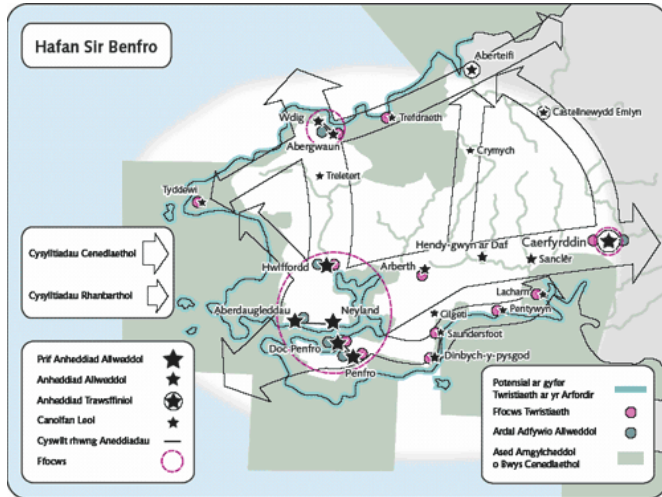 Hafan Sir Benfro
Aberteifi
Castellnewydd Emlyn
Wdig
Trefdraeth
Abergwaun
Crymych
Treletert
Tyddewi
Cysylltiadau Cenedlaethol
Cysylltiadau Rhanbarthol
Hwlffordd
Arberth
Hendy-gwyn ar Daf
Caerfyrddin
Sanclêr
Lacharn
Aberdaugleddau
Neyland
Cilgeti
Pentywyn
Saundersfoot
Doc Penfro
Penfro
Dinbych-y-pysgod
Prif Anheddiad Allweddol
Anheddiad Allweddol
Anheddiad Trawsffiniol
Canolfan Leol
Cyswllt rhwng Aneddiadau
Ffocws
Potensial ar gyfer
Twristiaeth ar yr Arfordir
Ffocws Twristiaeth
Ardal Adfywio Allweddol
Ased Amgylcheddol
o Bwys Cenedlaethol